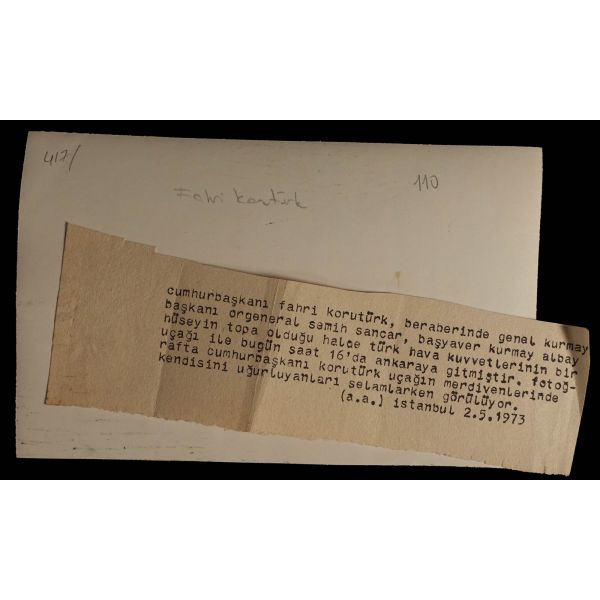 417/
110
Fahri Korutürk
cumhurbaşkanı fahri korutürk, beraberinde genel kurmay
başkanı orgeneral semih sancar, başyaver kurmay albay
hüseyin topa olduğu halde türk hava kuvvetlerinin bir
uçağı ile bugün saat 16'da ankaraya gitmiştir. fotoğ-
rafta cumhurbaşkanı korutürk uçağın merdivenlerinde
kendisini uğurluyanları selamlarken görülüyor.
(a.a.) istanbul 2.5.1973